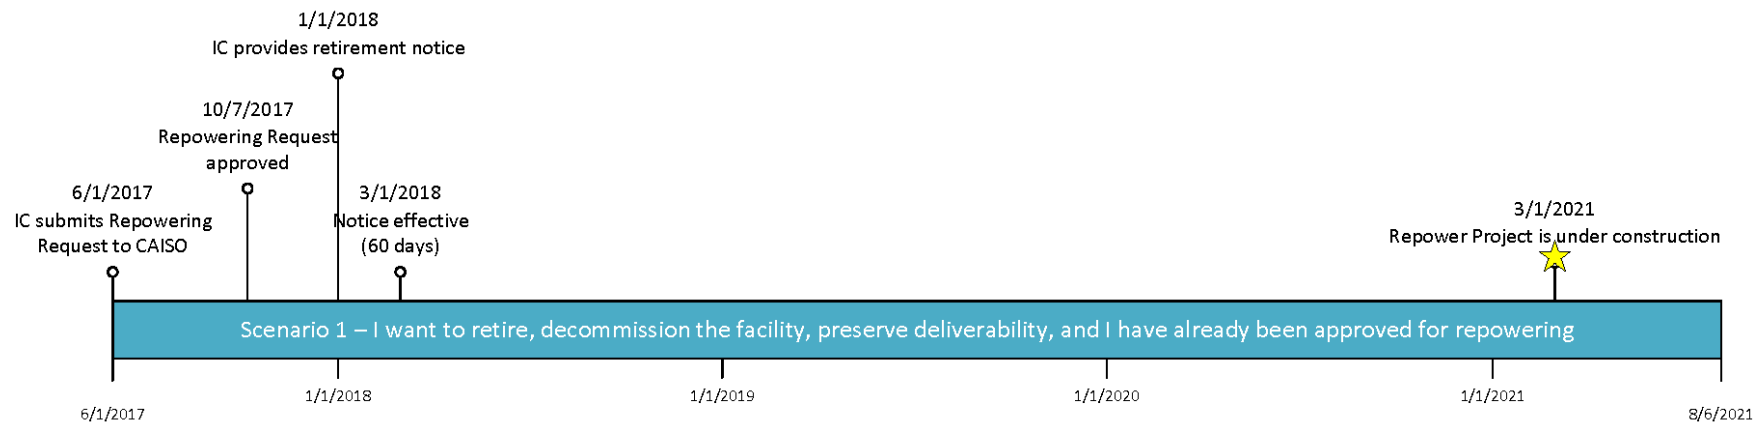 1/1/2018
IC provides retirement notice
10/7/2017
Repowering Request
approved
6/1/2017
IC submits Repowering
Request to CAISO
3/1/2018
Notice effective
(60 days)
3/1/2021
Repower Project is under construction
Scenario 1 – I want to retire, decommission the facility, preserve deliverability, and I have already been approved for repowering
6/1/2017
1/1/2018
1/1/2019
1/1/2020
1/1/2021
8/6/2021